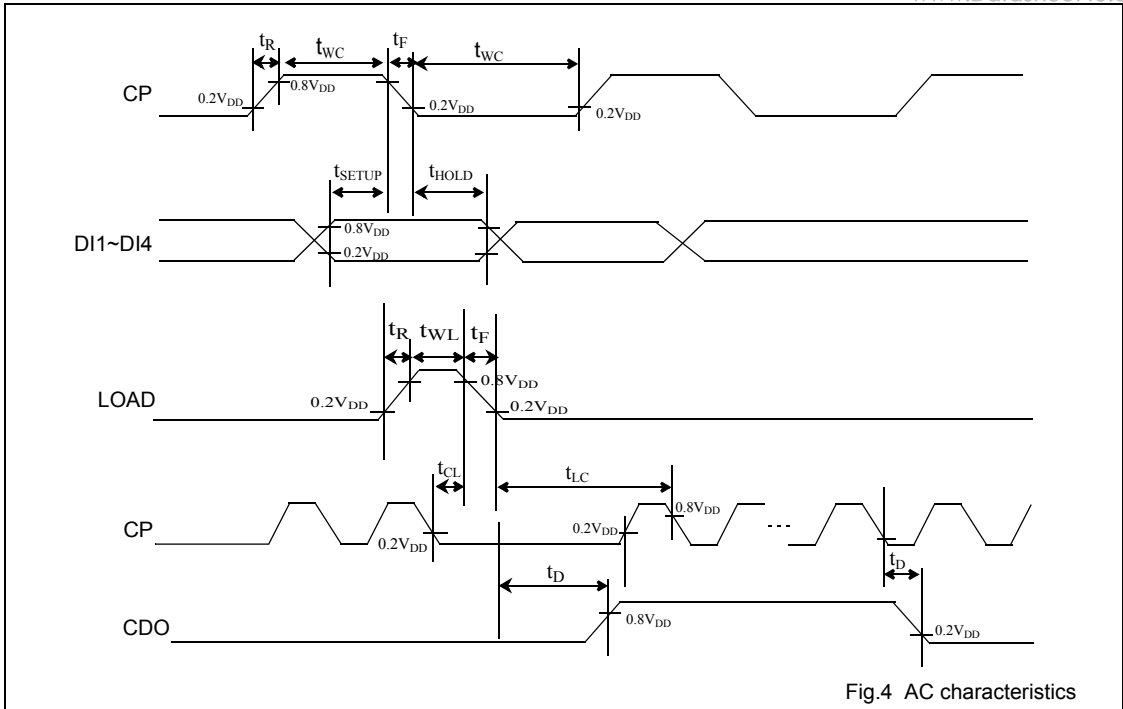 tR tWC tF tWC
CP 0.2VDD 0.8VDD 0.2VDD 0.2VDD
tSETUP tHOLD
DI1~DI4 0.8VDD
0.2VDD
tR tWL tF
LOAD 0.2VDD 0.8VDD 0.2VDD
tCL tLC
CP 0.2VDD 0.2VDD 0.8VDD
tD tD
CDO 0.8VDD 0.2VDD
Fig.4 AC characteristics